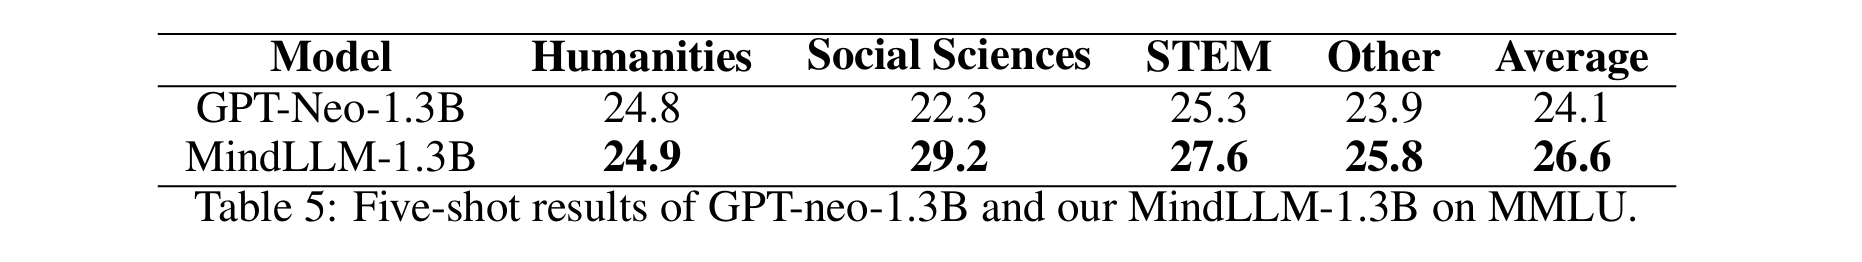 Model Humanities Social Sciences STEM Other Average
GPT-Neo-1.3B 24.8 22.3 25.3 23.9 24.1
MindLLM-1.3B 24.9 29.2 27.6 25.8 26.6
Table 5: Five-shot results of GPT-neo-1.3B and our MindLLM-1.3B on MMLU.